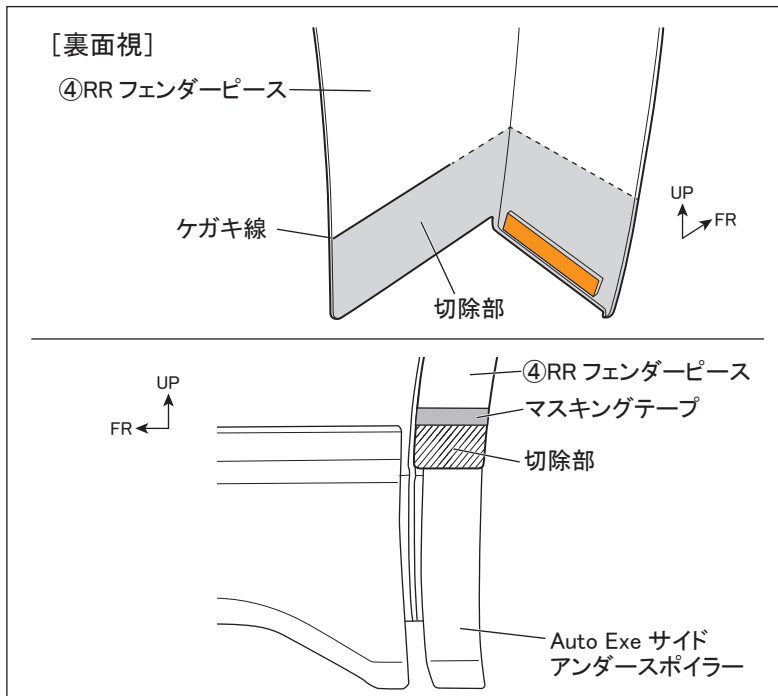 ［裏面視］
④RR フェンダーピース
ケガキ線
切除部
UP
FR
UP
FR
④RR フェンダーピース
マスキングテープ
切除部
Auto Exe サイド
アンダースポイラー